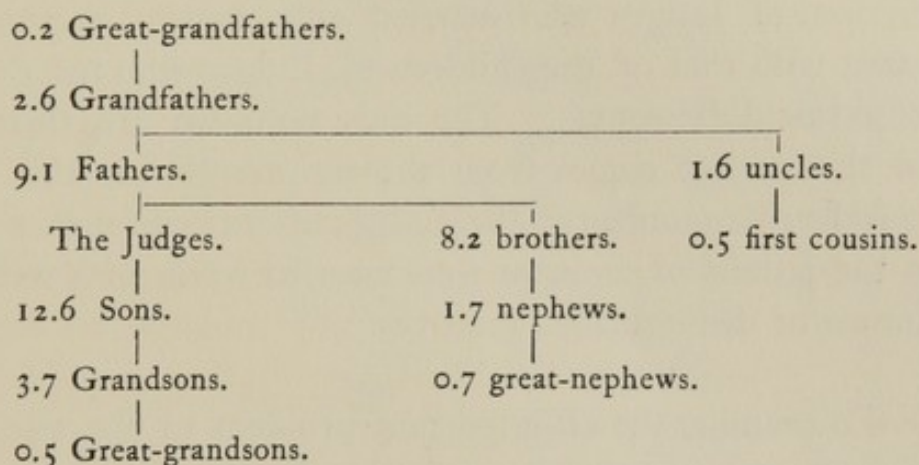 0.2 Great-grandfathers.
2.6 Grandfathers.
9.1 Fathers. 1.6 uncles.
The Judges. 8.2 brothers. 0.5 first cousins.
12.6 Sons. 1.7 nephews.
3.7 Grandsons. 0.7 great-nephews.
0.5 Great-grandsons.